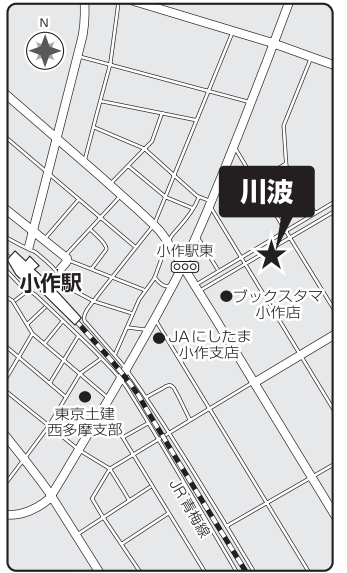 N
川波
小作駅東
小作駅
ブックスタマ
小作店
JAにしたま
小作支店
東京土建
西多摩支部
JR青梅線